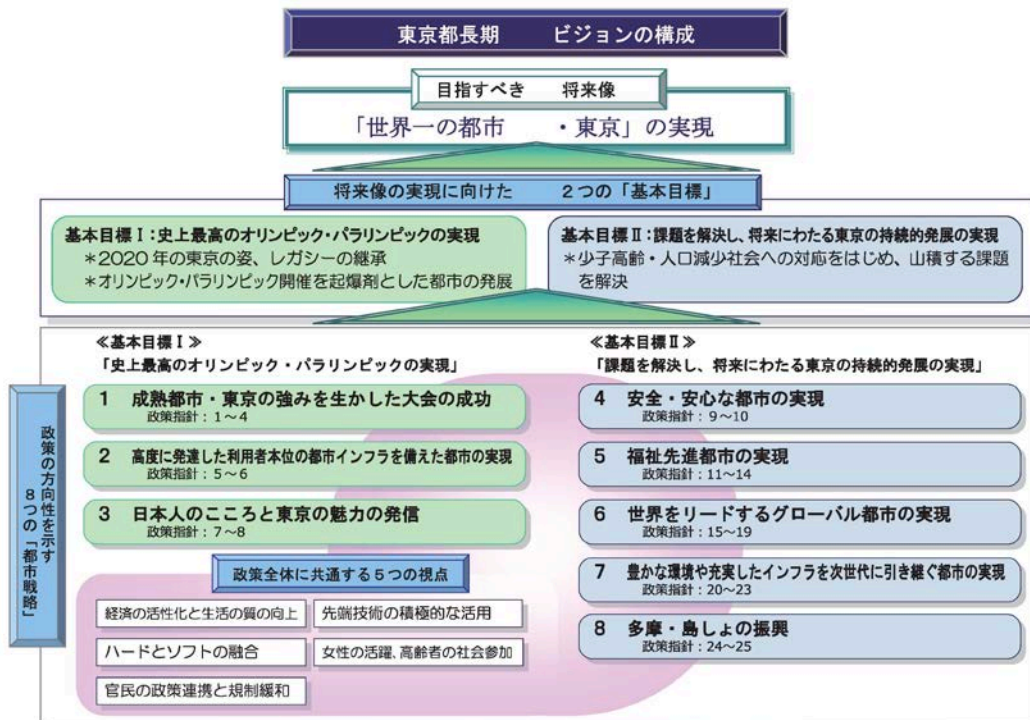 東京都長期　ビジョンの構成
目指すべき　将来像
「世界一の都市　・東京」の実現
将来像の実現に向けた　２つの「基本目標」
基本目標Ⅰ：史上最高のオリンピック・パラリンピックの実現
＊2020年の東京の姿、レガシーの継承
＊オリンピック・パラリンピック開催を起爆剤とした都市の発展
基本目標Ⅱ：課題を解決し、将来にわたる東京の持続的発展の実現
＊少子高齢・人口減少社会への対応をはじめ、山積する課題
を解決
政策の方向性を示す
８つの「都市戦略」
≪基本目標Ⅰ≫
「史上最高のオリンピック・パラリンピックの実現」
1　成熟都市・東京の強みを生かした大会の成功
政策指針：1～4
2　高度に発達した利用者本位の都市インフラを備えた都市の実現
政策指針：5～6
3　日本人のこころと東京の魅力の発信
政策指針：7～8
政策全体に共通する５つの視点
経済の活性化と生活の質の向上
先端技術の積極的な活用
ハードとソフトの融合
女性の活躍、高齢者の社会参加
官民の政策連携と規制緩和
≪基本目標Ⅱ≫
「課題を解決し、将来にわたる東京の持続的発展の実現」
4　安全・安心な都市の実現
政策指針：9～10
5　福祉先進都市の実現
政策指針：11～14
6　世界をリードするグローバル都市の実現
政策指針：15～19
7　豊かな環境や充実したインフラを次世代に引き継ぐ都市の実現
政策指針：20～23
8　多摩・島しょの振興
政策指針：24～25